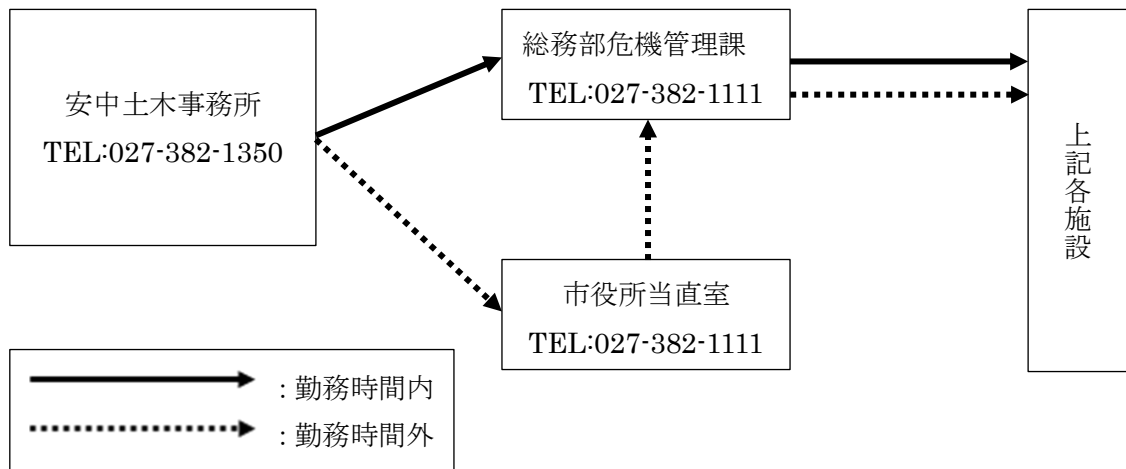 安中土木事務所
TEL:027-382-1350
総務部危機管理課
TEL:027-382-1111
市役所当直室
TEL:027-382-1111
上記各施設
：勤務時間内
：勤務時間外